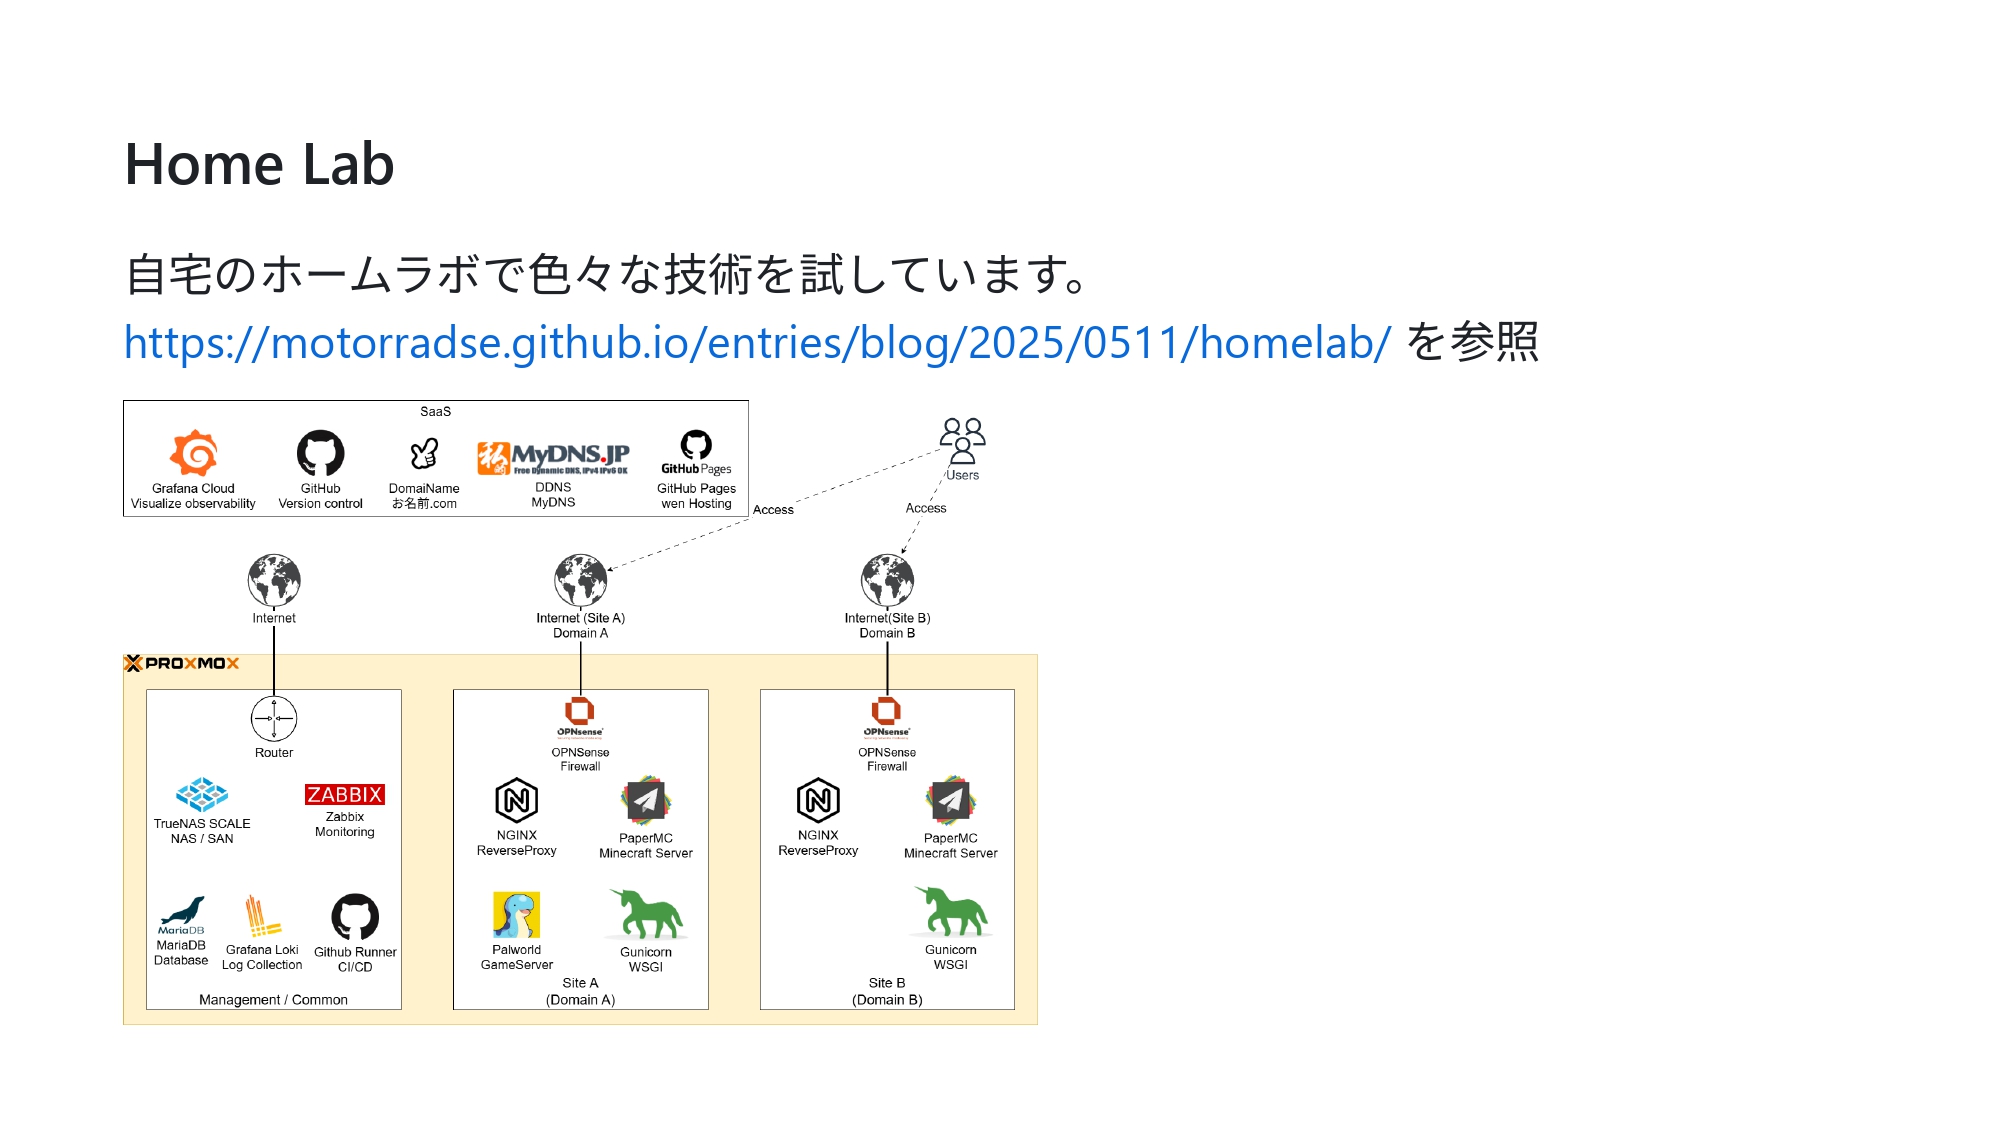 Home Lab
自宅のホームラボで色々な技術を試しています。
https://motorradse.github.io/entries/blog/2025/0511/homelab/ を参照
SaaS
私的 MyDNS.JP
Free Dynamic DNS, IPv4 IPv6 OK
GitHub Pages
Grafana Cloud
Visualize observability
GitHub
Version control
DomaiName
お名前.com
DDNS
MyDNS
GitHub Pages
wen Hosting
Users
Access
Access
Internet
Internet (Site A)
Domain A
Internet(Site B)
Domain B
PROXMOX
Router
TrueNAS SCALE
NAS / SAN
ZABBIX
Zabbix
Monitoring
MariaDB
MariaDB
Database
Grafana Loki
Log Collection
Github Runner
CI/CD
Management / Common
OPNsense
OPNSense
Firewall
NGINX
ReverseProxy
PaperMC
Minecraft Server
Palworld
GameServer
Gunicorn
WSGI
Site A
(Domain A)
OPNsense
OPNSense
Firewall
NGINX
ReverseProxy
PaperMC
Minecraft Server
Gunicorn
WSGI
Site B
(Domain B)